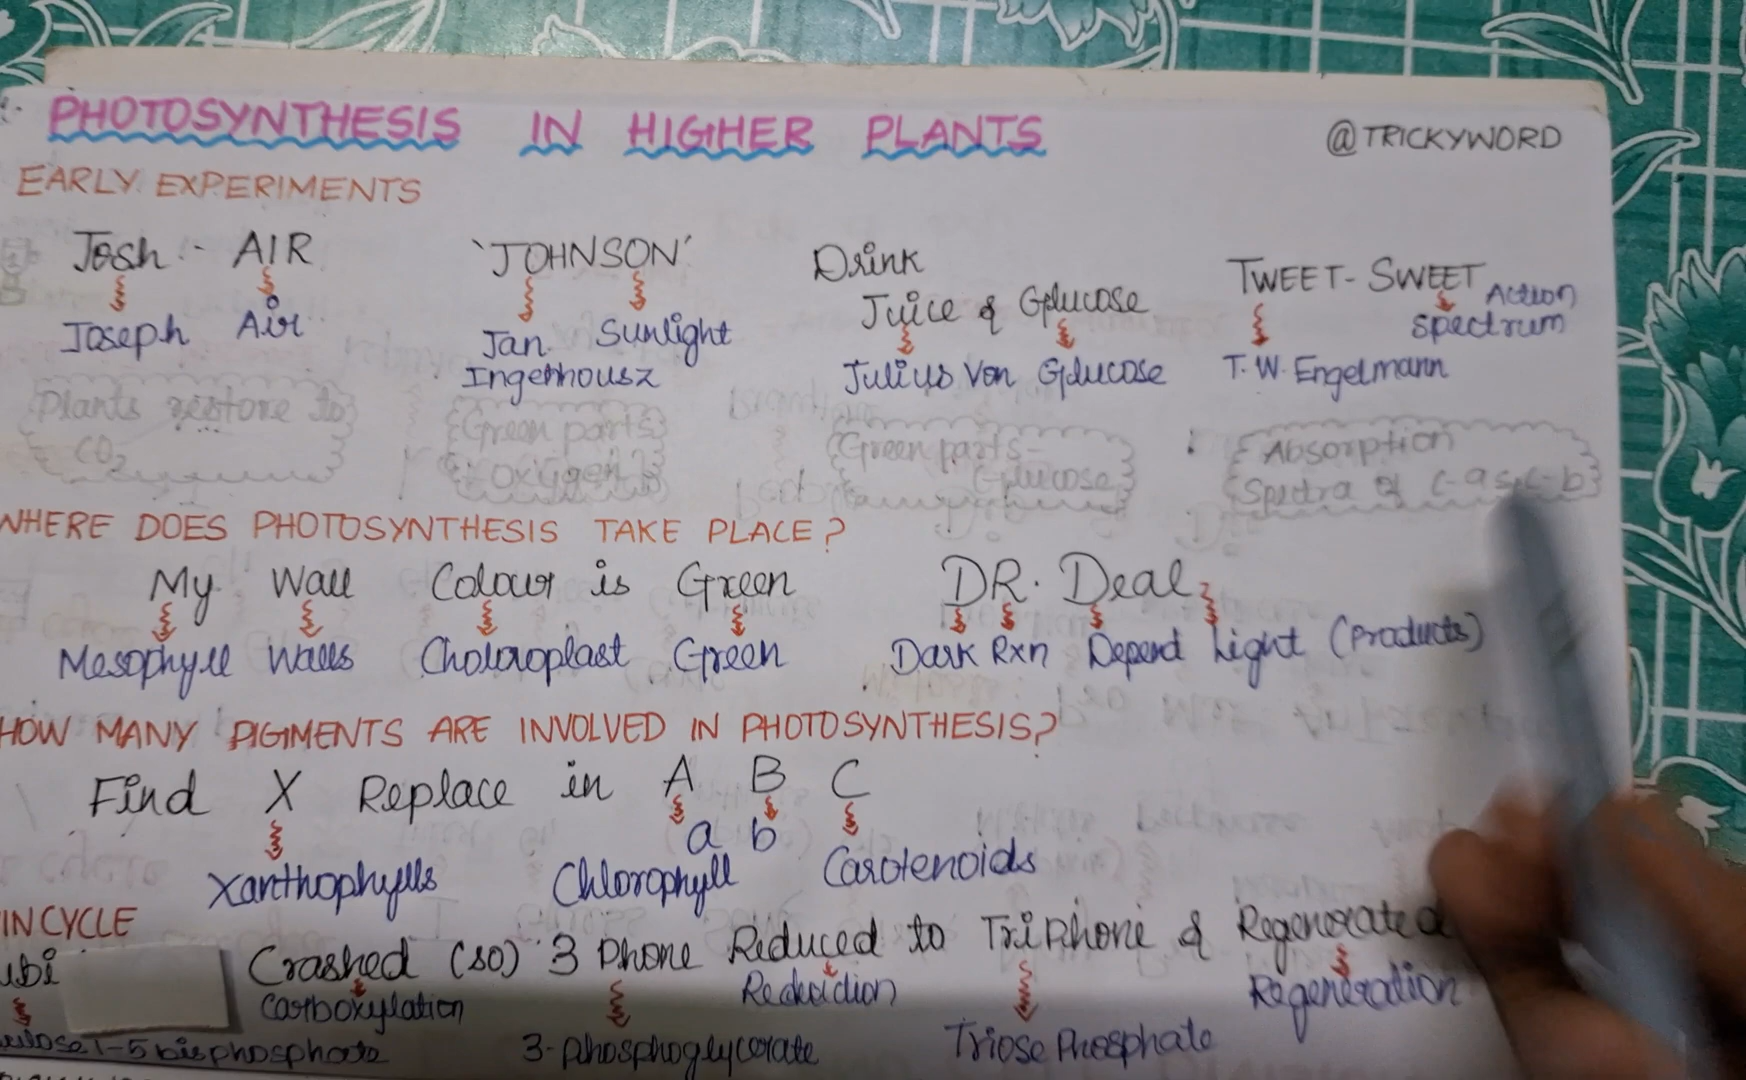 PHOTOSYNTHESIS IN HIGHER PLANTS
@TRICKYWORD
EARLY EXPERIMENTS
Josh - AIR
Joseph Air
Plants restore to
CO2
'JOHNSON'
Jan Sunlight
Ingenhousz
Green parts
oxygen
Drink
Juice & Glucose
Julius Von Glucose
Green parts-
Glucose
TWEET- SWEET
Action
Spectrum
T.W. Engelmann
Absorption
Spectra of c-a & c-b
WHERE DOES PHOTOSYNTHESIS TAKE PLACE?
My Wall Colour is Green
Mesophyll Walls Choloroplast Green
DR. Deal
Dark Rxn Depend Light (Products)
HOW MANY PIGMENTS ARE INVOLVED IN PHOTOSYNTHESIS?
Find X Replace in A B C
a b
Xanthophylls Chlorophyll Carotenoids
IN CYCLE
ubi Crashed (so) 3 Phone Reduced to TriPhone & Regenerated
Carboxylation Reduction Regeneration
ulose 1-5 bisphosphate 3-phosphoglycerate Triose Phosphate